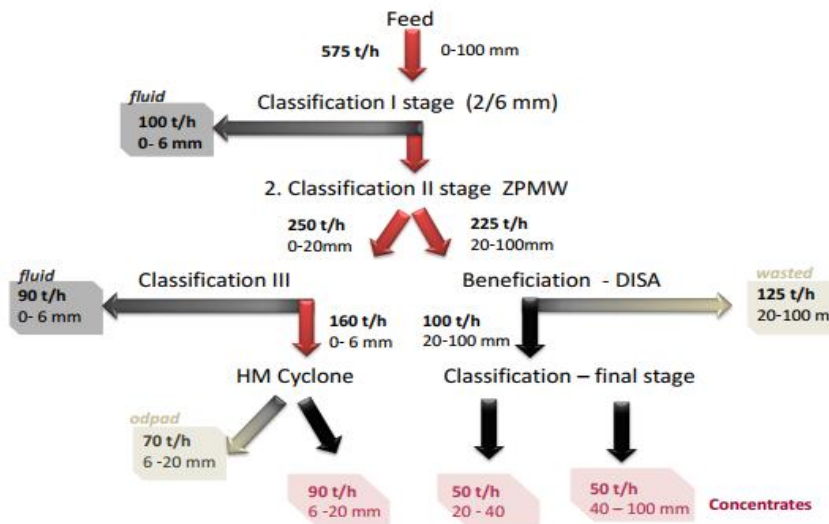 Feed
575 t/h 0-100 mm
fluid
Classification I stage (2/6 mm)
100 t/h
0- 6 mm
2. Classification II stage ZPMW
250 t/h
0-20mm
225 t/h
20-100mm
fluid
Classification III
Beneficiation - DISA
wasted
90 t/h
0- 6 mm
125 t/h
20-100 m
160 t/h
0- 6 mm
100 t/h
20-100 mm
HM Cyclone
Classification – final stage
odpad
70 t/h
6 -20 mm
90 t/h
6 -20 mm
50 t/h
20 - 40
50 t/h
40 – 100 mm
Concentrates